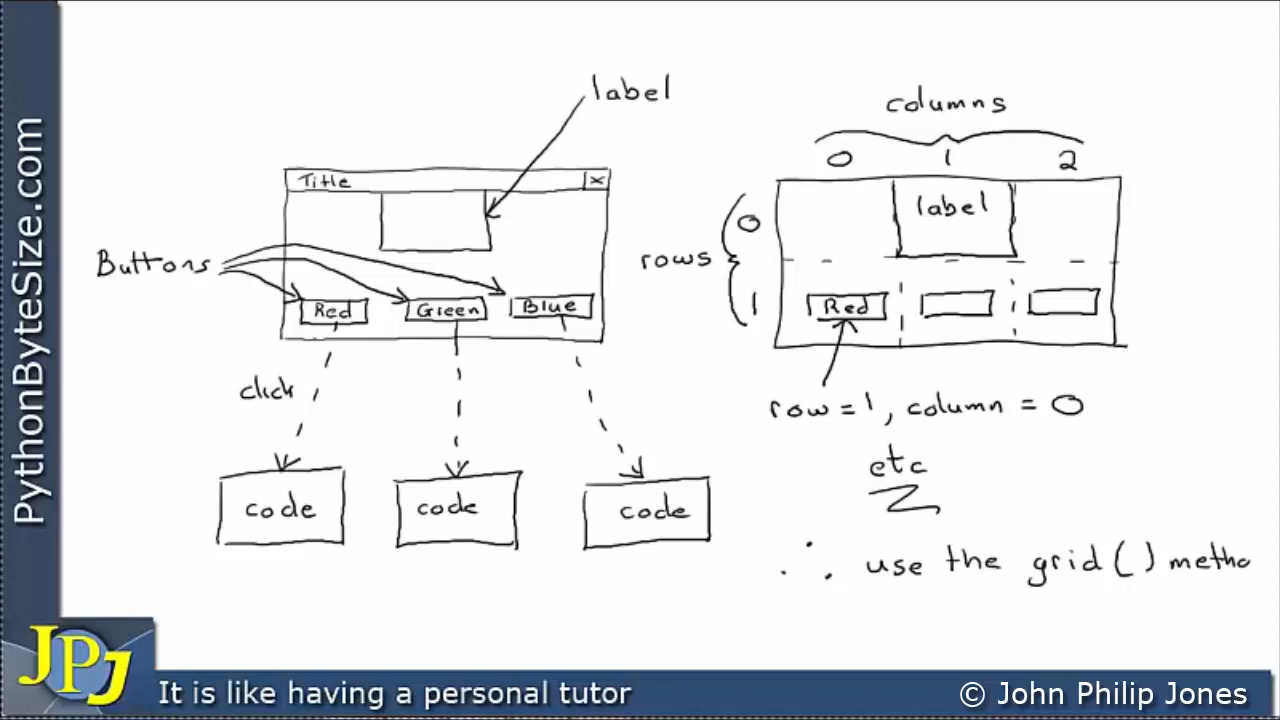 PythonByteSize.com
label
Title
x
Buttons
Red
Green
Blue
click
code
code
code
columns
0 1 2
rows
0
label
1
Red
row = 1, column = 0
etc
∴ use the grid() metho
JPJ
It is like having a personal tutor
© John Philip Jones